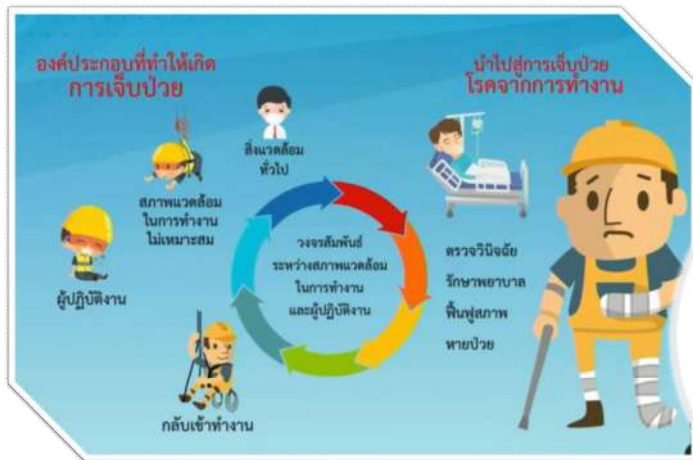 องค์ประกอบที่ทำให้เกิด
การเจ็บป่วย
นำไปสู่การเจ็บป่วย
โรคจากการทำงาน
สิ่งแวดล้อม
ทั่วไป
สภาพแวดล้อม
ในการทำงาน
ไม่เหมาะสม
ผู้ปฏิบัติงาน
วงจรสัมพันธ์
ระหว่างสภาพแวดล้อม
ในการทำงาน
และผู้ปฏิบัติงาน
ตรวจวินิจฉัย
รักษาพยาบาล
ฟื้นฟูสภาพ
หายป่วย
กลับเข้าทำงาน